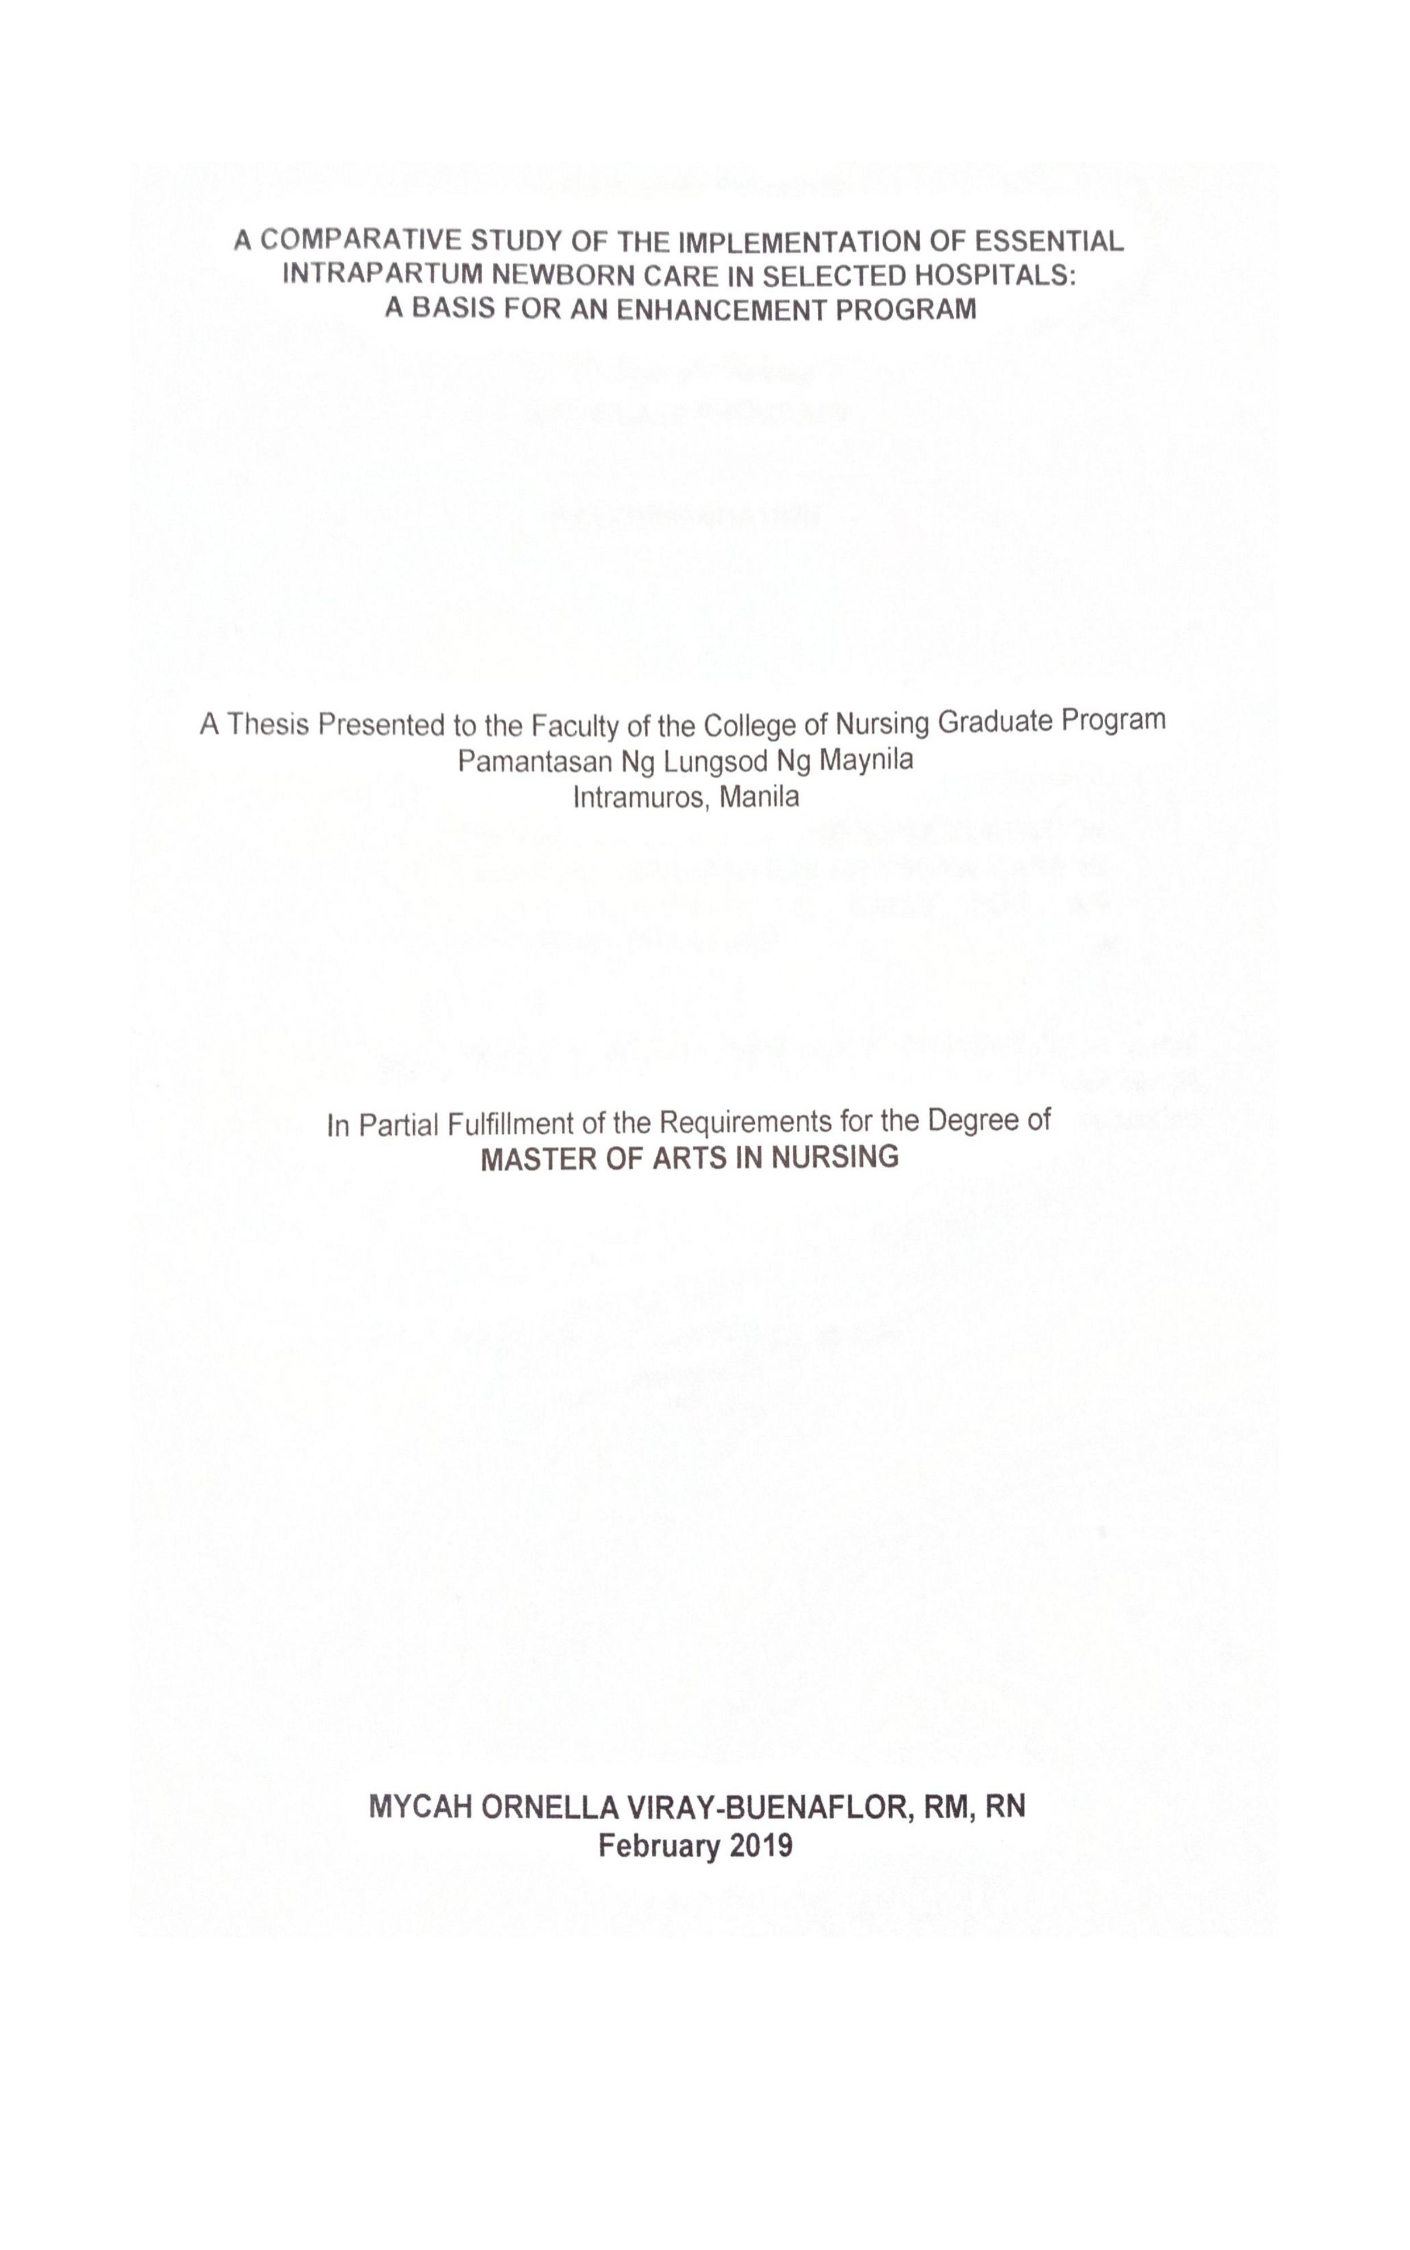 A COMPARATIVE STUDY OF THE IMPLEMENTATION OF ESSENTIAL
INTRAPARTUM NEWBORN CARE IN SELECTED HOSPITALS:
A BASIS FOR AN ENHANCEMENT PROGRAM
A Thesis Presented to the Faculty of the College of Nursing Graduate Program
Pamantasan Ng Lungsod Ng Maynila
Intramuros, Manila
In Partial Fulfillment of the Requirements for the Degree of
MASTER OF ARTS IN NURSING
MYCAH ORNELLA VIRAY-BUENAFLOR, RM, RN
February 2019